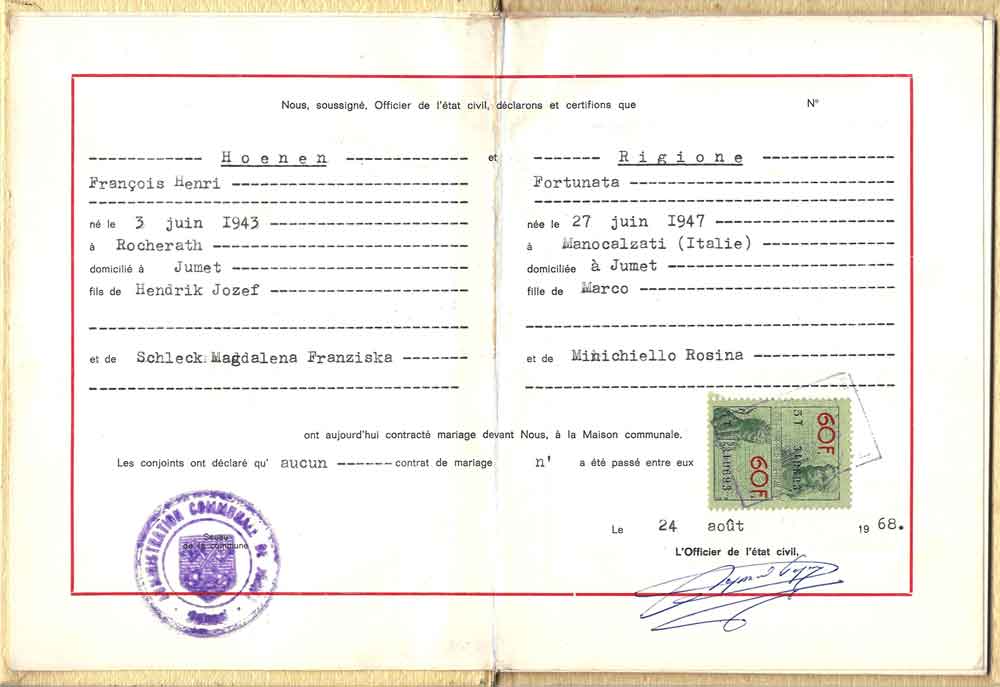 Nous, soussigné, Officier de l'état civil, déclarons et certifions que N°
Hoenen et Rigione
François Henri Fortunata
né le 3 juin 1943 née le 27 juin 1947
à Rocherath à Manocalzati (Italie)
domicilié à Jumet domiciliée à Jumet
fils de Hendrik Jozef fille de Marco
et de Schleck Magdalena Franziska et de Minichiello Rosina
ont aujourd'hui contracté mariage devant Nous, à la Maison communale.
Les conjoints ont déclaré qu' aucun contrat de mariage n' a été passé entre eux
60F.
60F.
Le 24 août 1968.
L'Officier de l'état civil,
Sceau
de la commune
ADMINISTRATION COMMUNALE DE